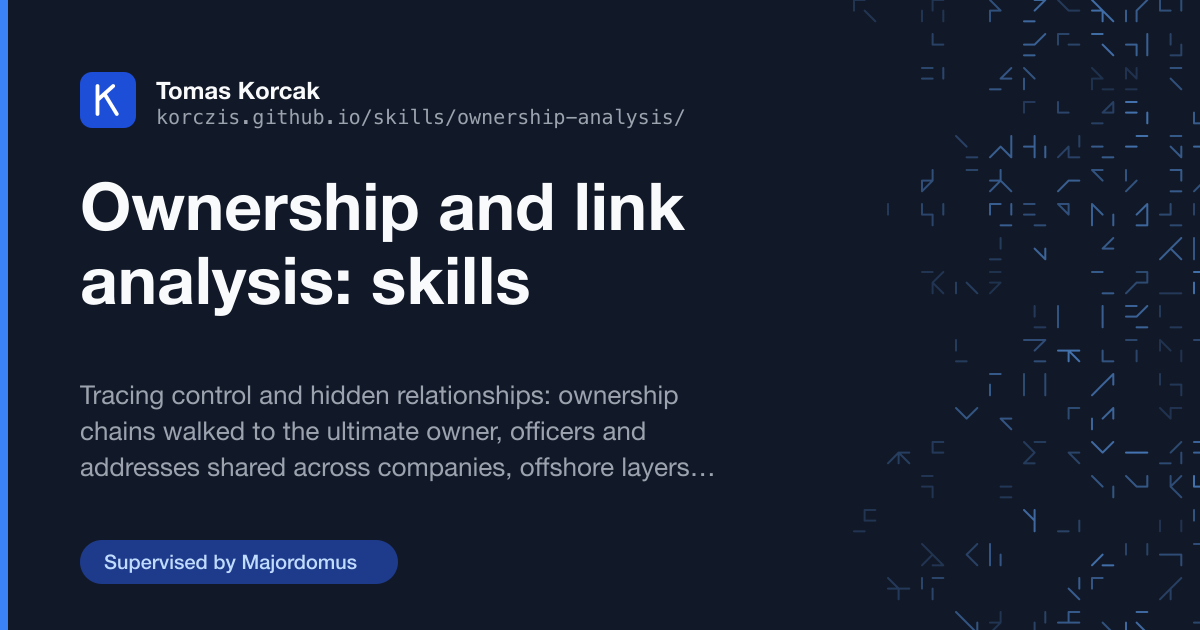 K
Tomas Korcak
korczis.github.io/skills/ownership-analysis/
Ownership and link
analysis: skills
Tracing control and hidden relationships: ownership
chains walked to the ultimate owner, officers and
addresses shared across companies, offshore layers…
Supervised by Majordomus